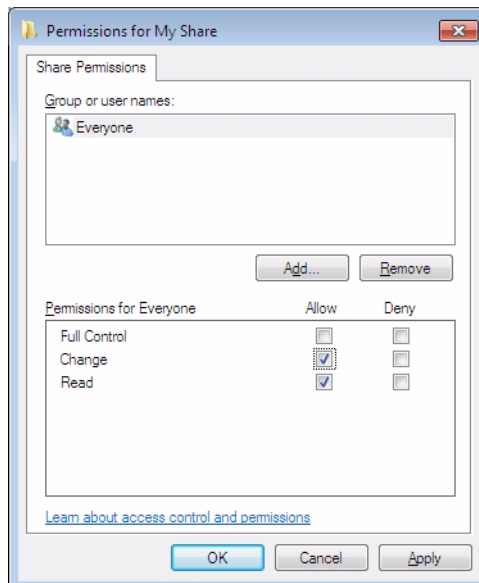 Permissions for My Share
Share Permissions
Group or user names:
Everyone
Add... Remove
Permissions for Everyone Allow Deny
Full Control
Change
Read
Learn about access control and permissions
OK Cancel Apply